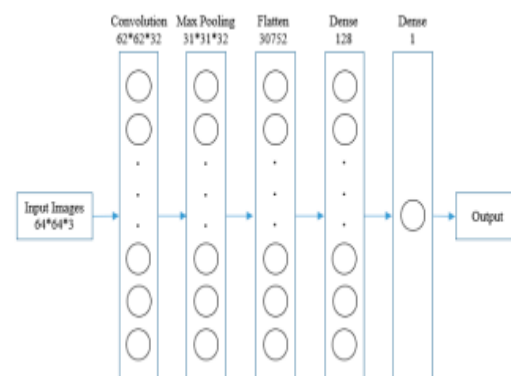 Convolution
62*62*32
Max Pooling
31*31*32
Flatten
30752
Dense
128
Dense
1
Input Images
64*64*3
Output